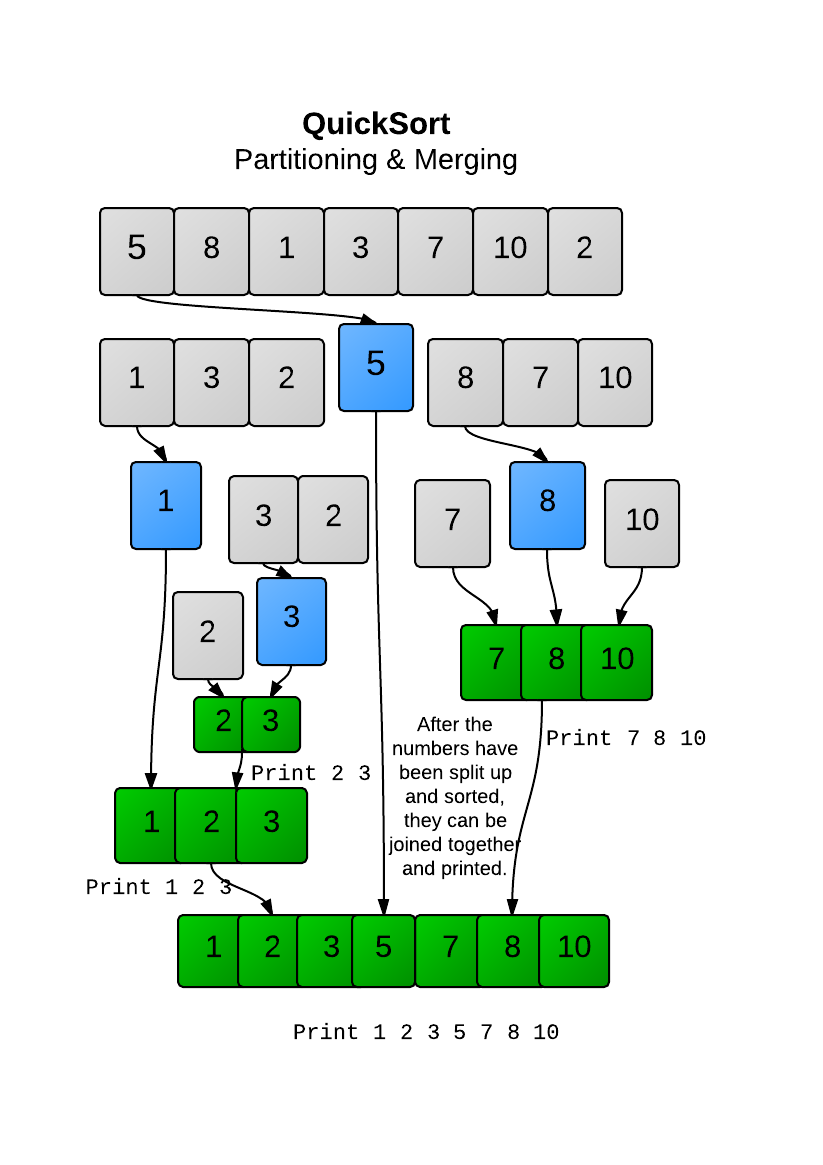 QuickSort
Partitioning & Merging
5 8 1 3 7 10 2
1 3 2 5 8 7 10
1 3 2 7 8 10
2 3
7 8 10
2 3
Print 7 8 10
Print 2 3
After the
numbers have
been split up
and sorted,
they can be
joined together
and printed.
1 2 3
Print 1 2 3
1 2 3 5 7 8 10
Print 1 2 3 5 7 8 10